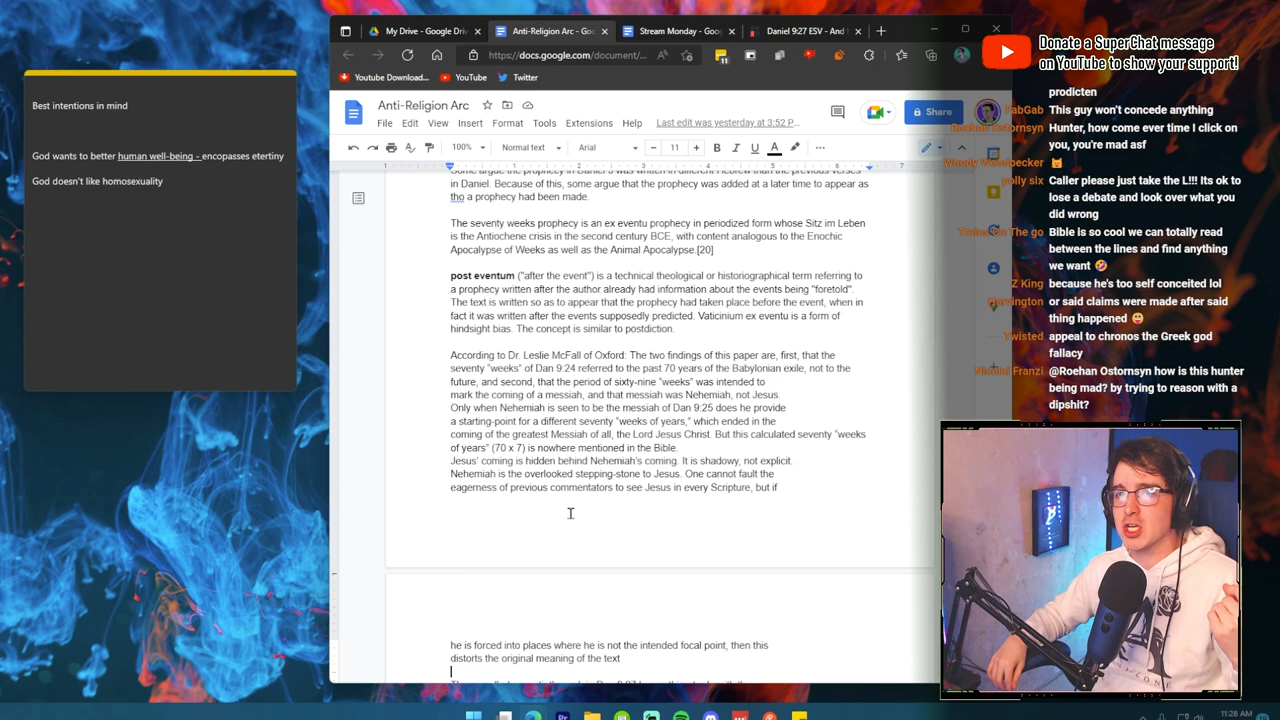 Best intentions in mind
God wants to better human well-being - encopasses etertiny
God doesn't like homosexuality
My Drive - Google Driv
Anti-Religion Arc - Goo
Stream Monday - Goog
Daniel 9:27 ESV - And h
https://docs.google.com/document/...
Youtube Download...
YouTube
Twitter
Anti-Religion Arc
File Edit View Insert Format Tools Extensions Help Last edit was yesterday at 3:52 P...
Share
100% Normal text Arial 11 B I U A
in Daniel. Because of this, some argue that the prophecy was added at a later time to appear as
tho a prophecy had been made.
The seventy weeks prophecy is an ex eventu prophecy in periodized form whose Sitz im Leben
is the Antiochene crisis in the second century BCE, with content analogous to the Enochic
Apocalypse of Weeks as well as the Animal Apocalypse.[20]
post eventum ("after the event") is a technical theological or historiographical term referring to
a prophecy written after the author already had information about the events being "foretold".
The text is written so as to appear that the prophecy had taken place before the event, when in
fact it was written after the events supposedly predicted. Vaticinium ex eventu is a form of
hindsight bias. The concept is similar to postdiction.
According to Dr. Leslie McFall of Oxford: The two findings of this paper are, first, that the
seventy "weeks" of Dan 9:24 referred to the past 70 years of the Babylonian exile, not to the
future, and second, that the period of sixty-nine "weeks" was intended to
mark the coming of a messiah, and that messiah was Nehemiah, not Jesus.
Only when Nehemiah is seen to be the messiah of Dan 9:25 does he provide
a starting-point for a different seventy "weeks of years," which ended in the
coming of the greatest Messiah of all, the Lord Jesus Christ. But this calculated seventy "weeks
of years" (70 x 7) is nowhere mentioned in the Bible.
Jesus' coming is hidden behind Nehemiah's coming. It is shadowy, not explicit.
Nehemiah is the overlooked stepping-stone to Jesus. One cannot fault the
eagerness of previous commentators to see Jesus in every Scripture, but if
he is forced into places where he is not the intended focal point, then this
distorts the original meaning of the text
Donate a SuperChat message
on YouTube to show your support!
prodicten
GabGab This guy won't concede anything
Roehan Ostornsyn Hunter, how come ever time I click on
you, you're mad asf
Woody Woodpecker
polly six Caller please just take the L!!! Its ok to
lose a debate and look over what you
did wrong
Trains On The go Bible is so cool we can totally read
between the lines and find anything
we want
Z King because he's too self conceited lol
or said claims were made after said
thing happened
Twisted appeal to chronos the Greek god
fallacy
Franzi @Roehan Ostornsyn how is this hunter
being mad? by trying to reason with a
dipshit?
11:28 AM